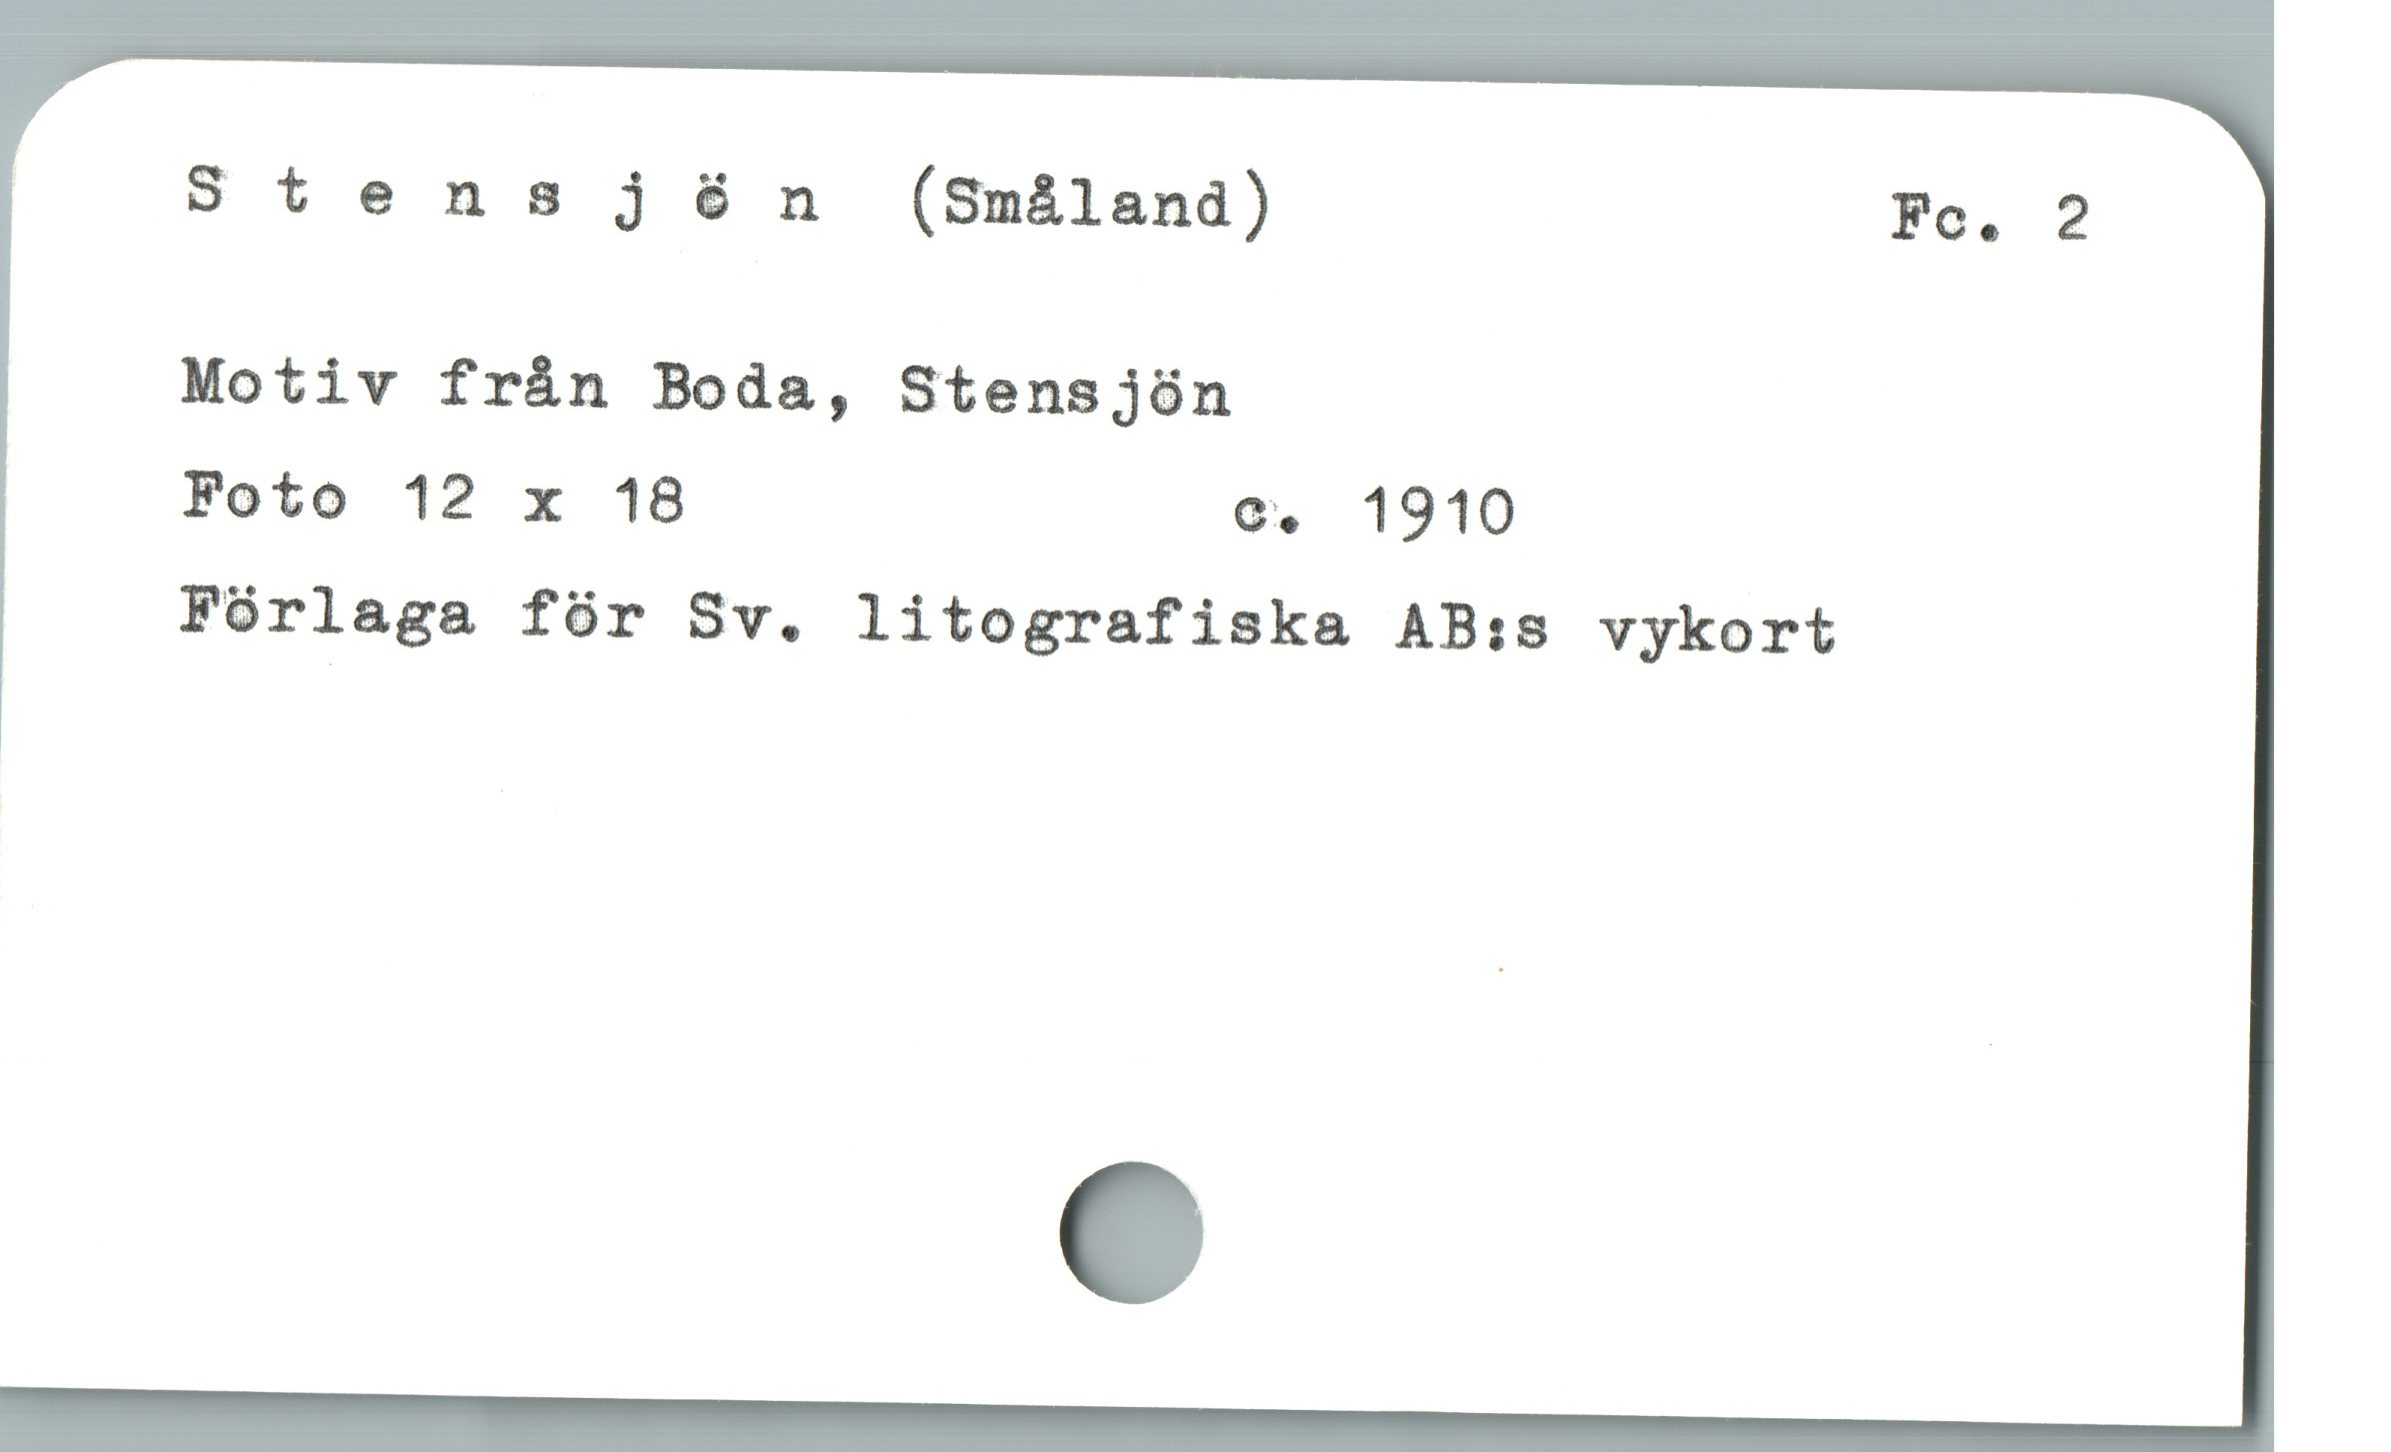 S t e n s j ö n (Småland) Fc. 2
Motiv från Boda, Stensjön
Foto 12 x 18 c. 1910
Förlaga för Sv. litografiska AB:s vykort